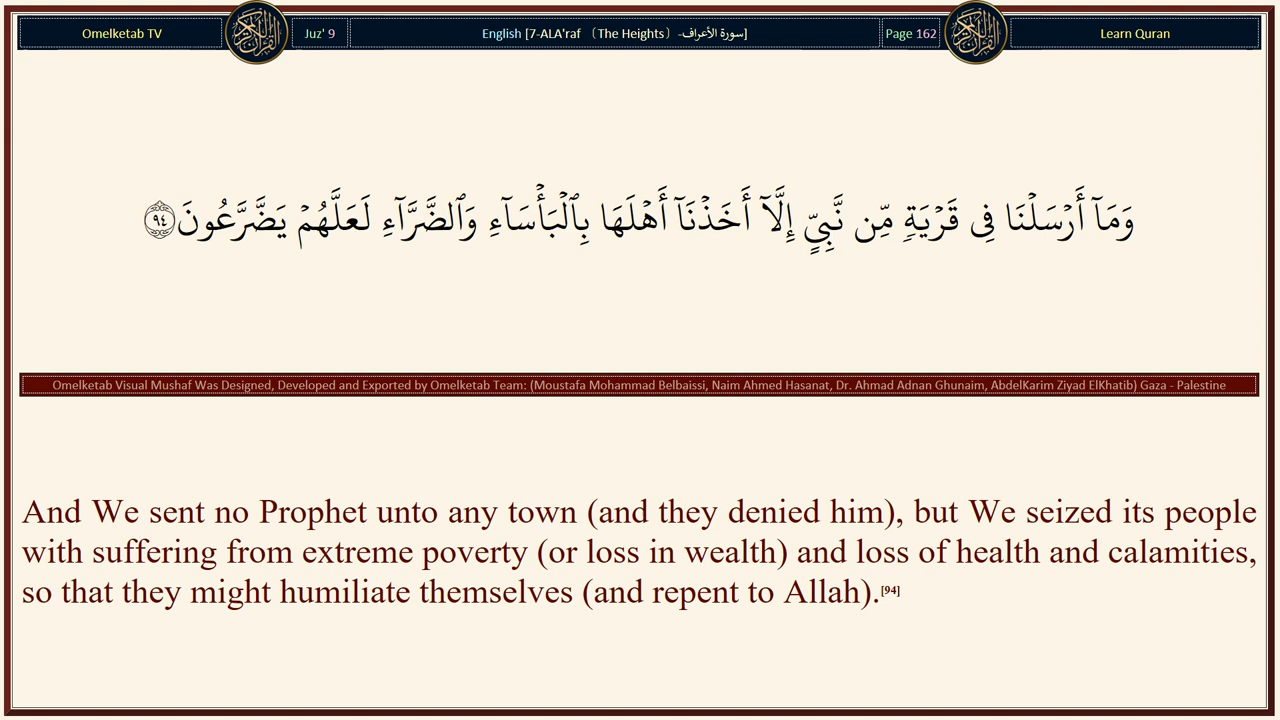 Omelketab TV
Juz' 9
English [7-ALA'raf （The Heights）-سورة الأعراف]
Page 162
Learn Quran
وَمَآ أَرۡسَلۡنَا فِى قَرۡيَةٖ مِّن نَّبِىٍّ إِلَّآ أَخَذۡنَآ أَهۡلَهَا بِٱلۡبَأۡسَآءِ وَٱلضَّرَّآءِ لَعَلَّهُمۡ يَضَّرَّعُونَ ٩٤
Omelketab Visual Mushaf Was Designed, Developed and Exported by Omelketab Team: (Moustafa Mohammad Belbaissi, Naim Ahmed Hasanat, Dr. Ahmad Adnan Ghunaim, AbdelKarim Ziyad ElKhatib) Gaza - Palestine
And We sent no Prophet unto any town (and they denied him), but We seized its people
with suffering from extreme poverty (or loss in wealth) and loss of health and calamities,
so that they might humiliate themselves (and repent to Allah).[94]